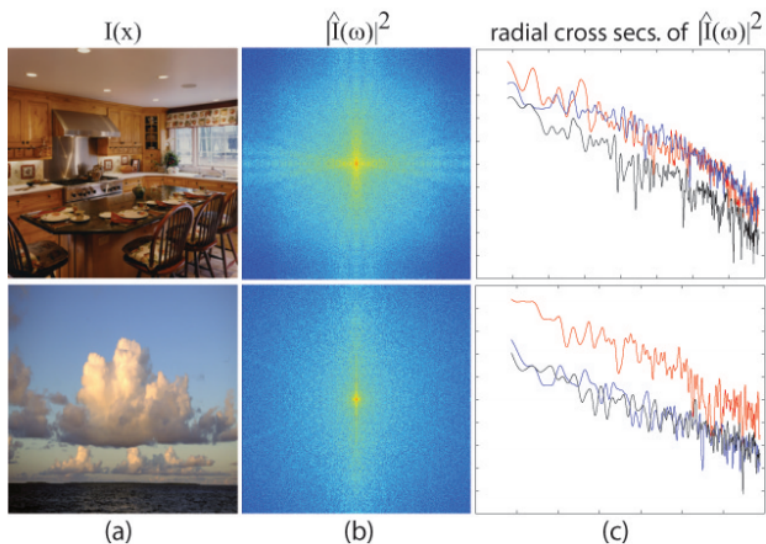 I(x)
|Î(ω)|²
radial cross secs. of |Î(ω)|²
(a)
(b)
(c)